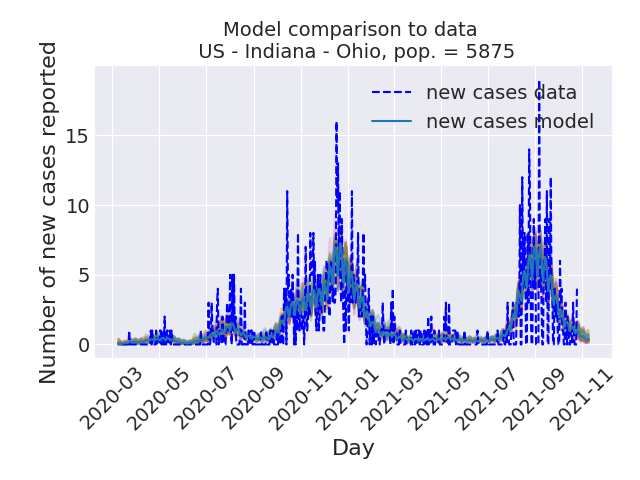 Model comparison to data
US - Indiana - Ohio, pop. = 5875
new cases data
new cases model
Number of new cases reported
15
10
5
0
2020-03
2020-05
2020-07
2020-09
2020-11
2021-01
2021-03
2021-05
2021-07
2021-09
2021-11
Day